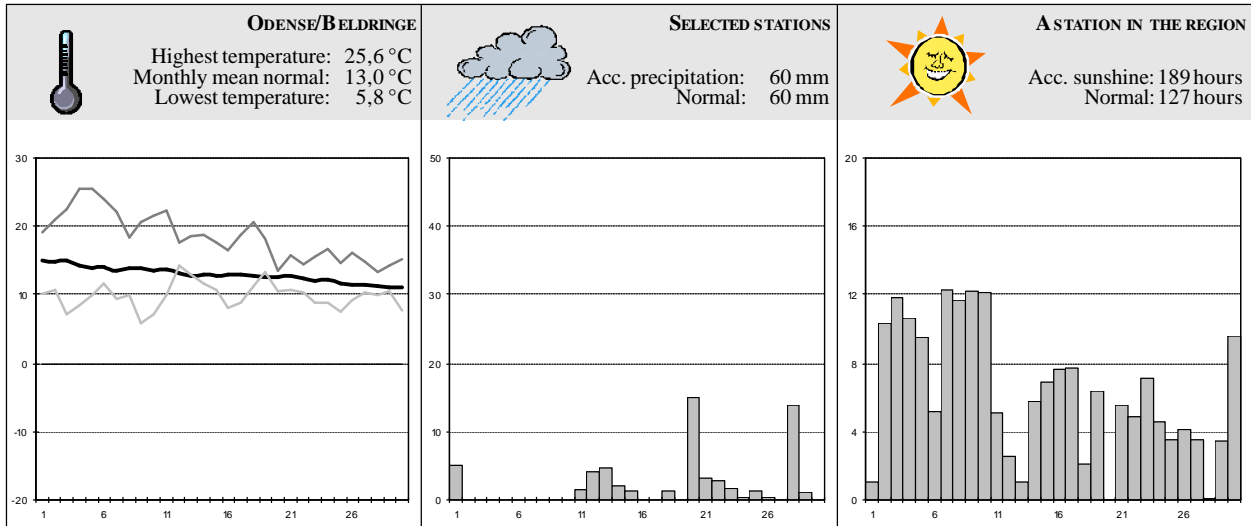 ODENSE/BELDRINGE
Highest temperature: 25,6 °C
Monthly mean normal: 13,0 °C
Lowest temperature: 5,8 °C
30
20
10
0
-10
-20
1 6 11 16 21 26
SELECTED STATIONS
Acc. precipitation: 60 mm
Normal: 60 mm
50
40
30
20
10
0
1 6 11 16 21 26
A STATION IN THE REGION
Acc. sunshine: 189 hours
Normal: 127 hours
20
16
12
8
4
0
1 6 11 16 21 26